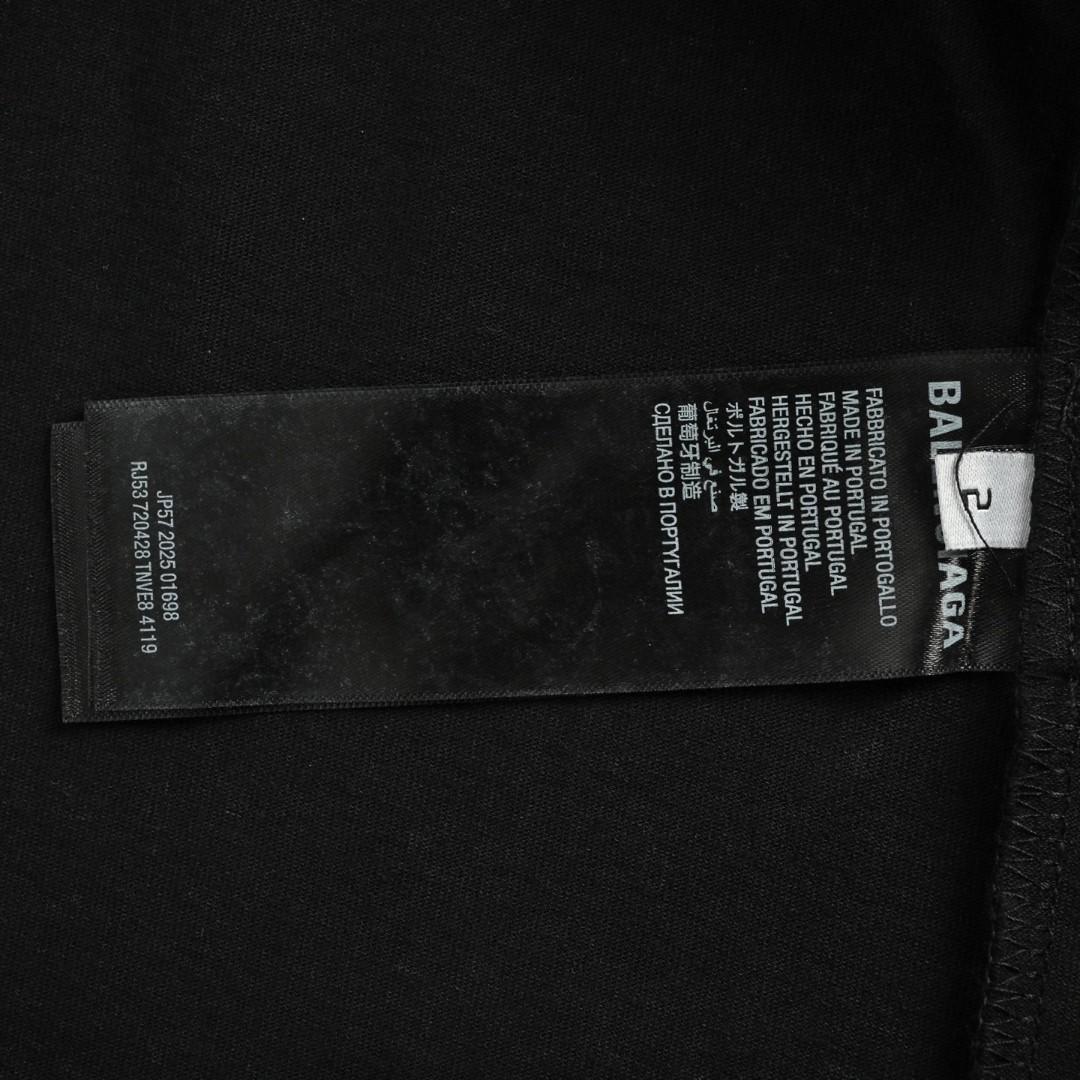 BALENCIAGA
2
FABBRICATO IN PORTOGALLO
MADE IN PORTUGAL
FABRIQUÉ AU PORTUGAL
HECHO EN PORTUGAL
HERGESTELLT IN PORTUGAL
FABRICADO EM PORTUGAL
ポルトガル製
صنع في البرتغال
葡萄牙制造
СДЕЛАНО В ПОРТУГАЛИИ
JP57 2025 01698
RJ53 720428 TNVE8 4119